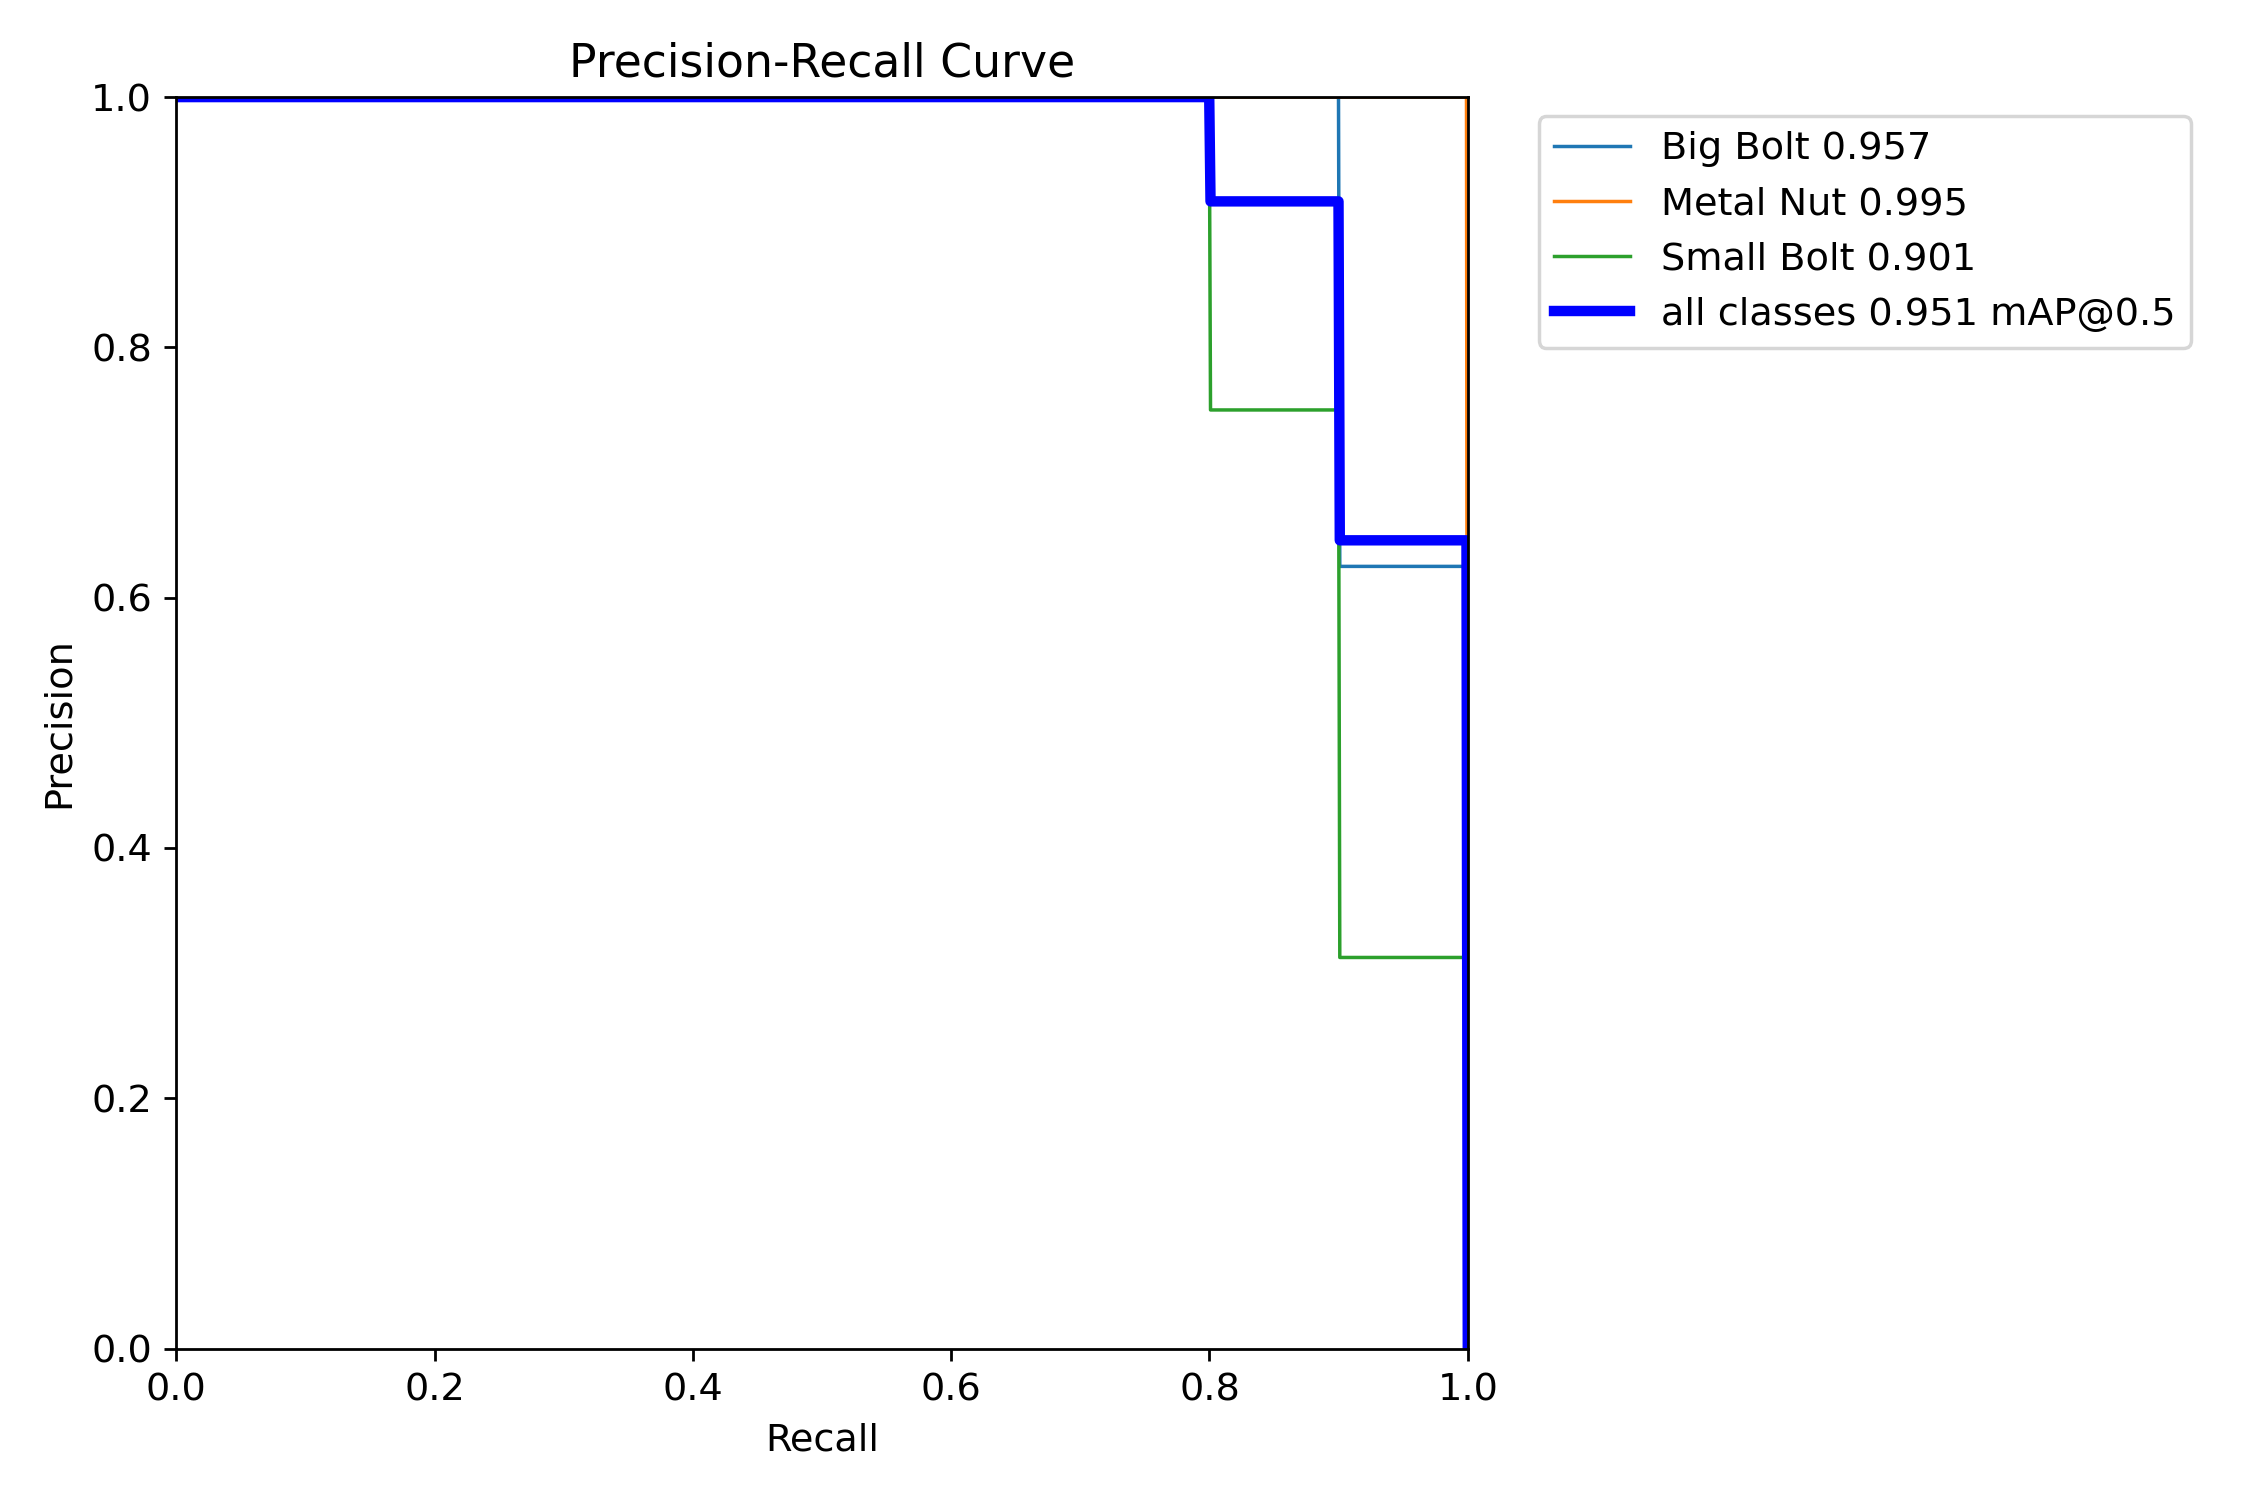 Precision-Recall Curve
1.0
0.8
0.6
0.4
0.2
0.0
Precision
0.0 0.2 0.4 0.6 0.8 1.0
Recall
Big Bolt 0.957
Metal Nut 0.995
Small Bolt 0.901
all classes 0.951 mAP@0.5